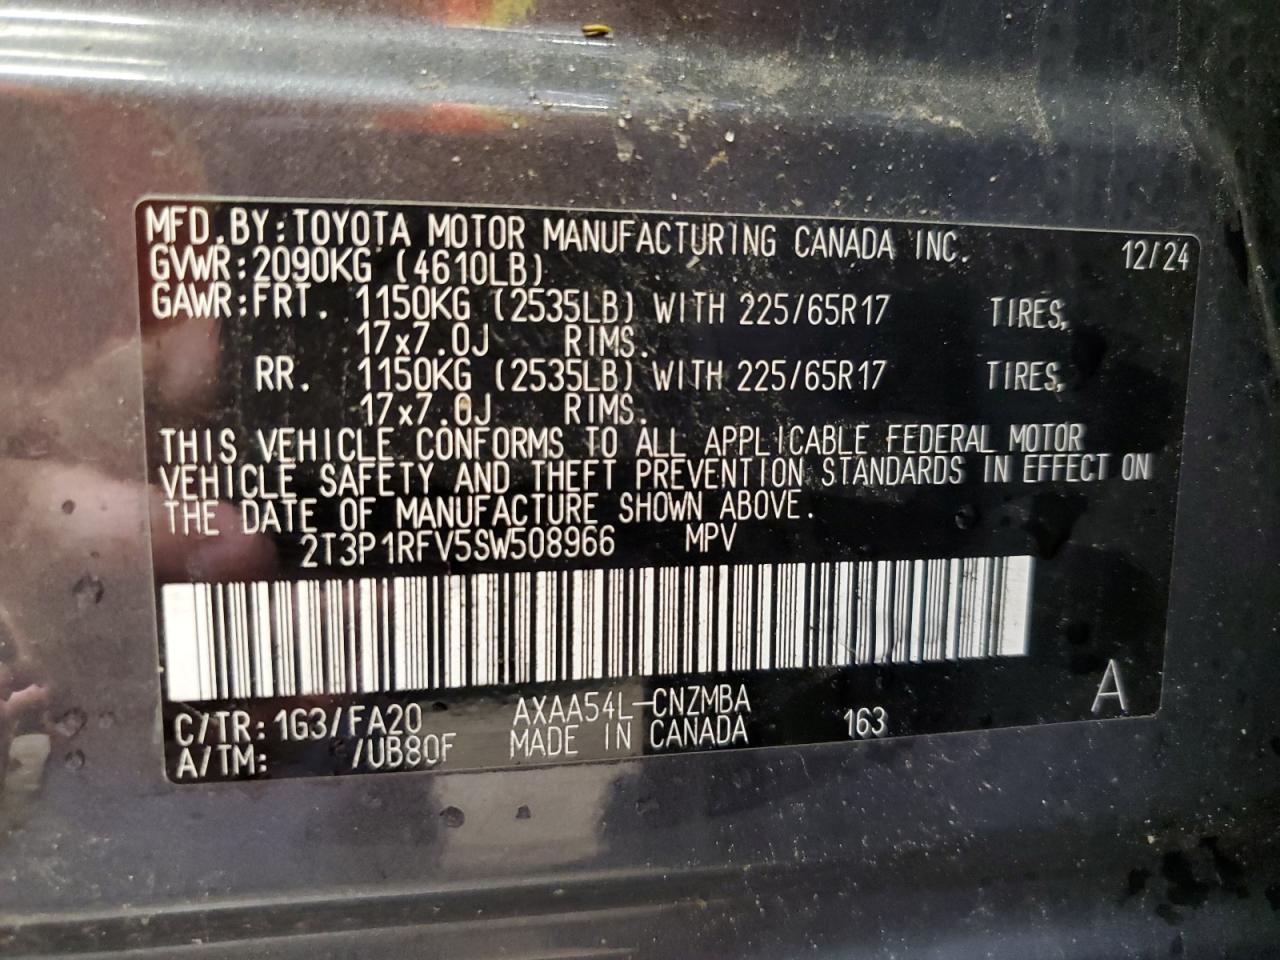 MFD.BY:TOYOTA MOTOR MANUFACTURING CANADA INC. 12/24
GVWR:2090KG (4610LB)
GAWR:FRT. 1150KG (2535LB) WITH 225/65R17 TIRES,
17x7.0J RIMS.
RR. 1150KG (2535LB) WITH 225/65R17 TIRES,
17x7.0J RIMS.
THIS VEHICLE CONFORMS TO ALL APPLICABLE FEDERAL MOTOR
VEHICLE SAFETY AND THEFT PREVENTION STANDARDS IN EFFECT ON
THE DATE OF MANUFACTURE SHOWN ABOVE.
2T3P1RFV5SW508966 MPV
C/TR:1G3/FA20 AXAA54L-CNZMBA 163 A
A/TM: /UB80F MADE IN CANADA